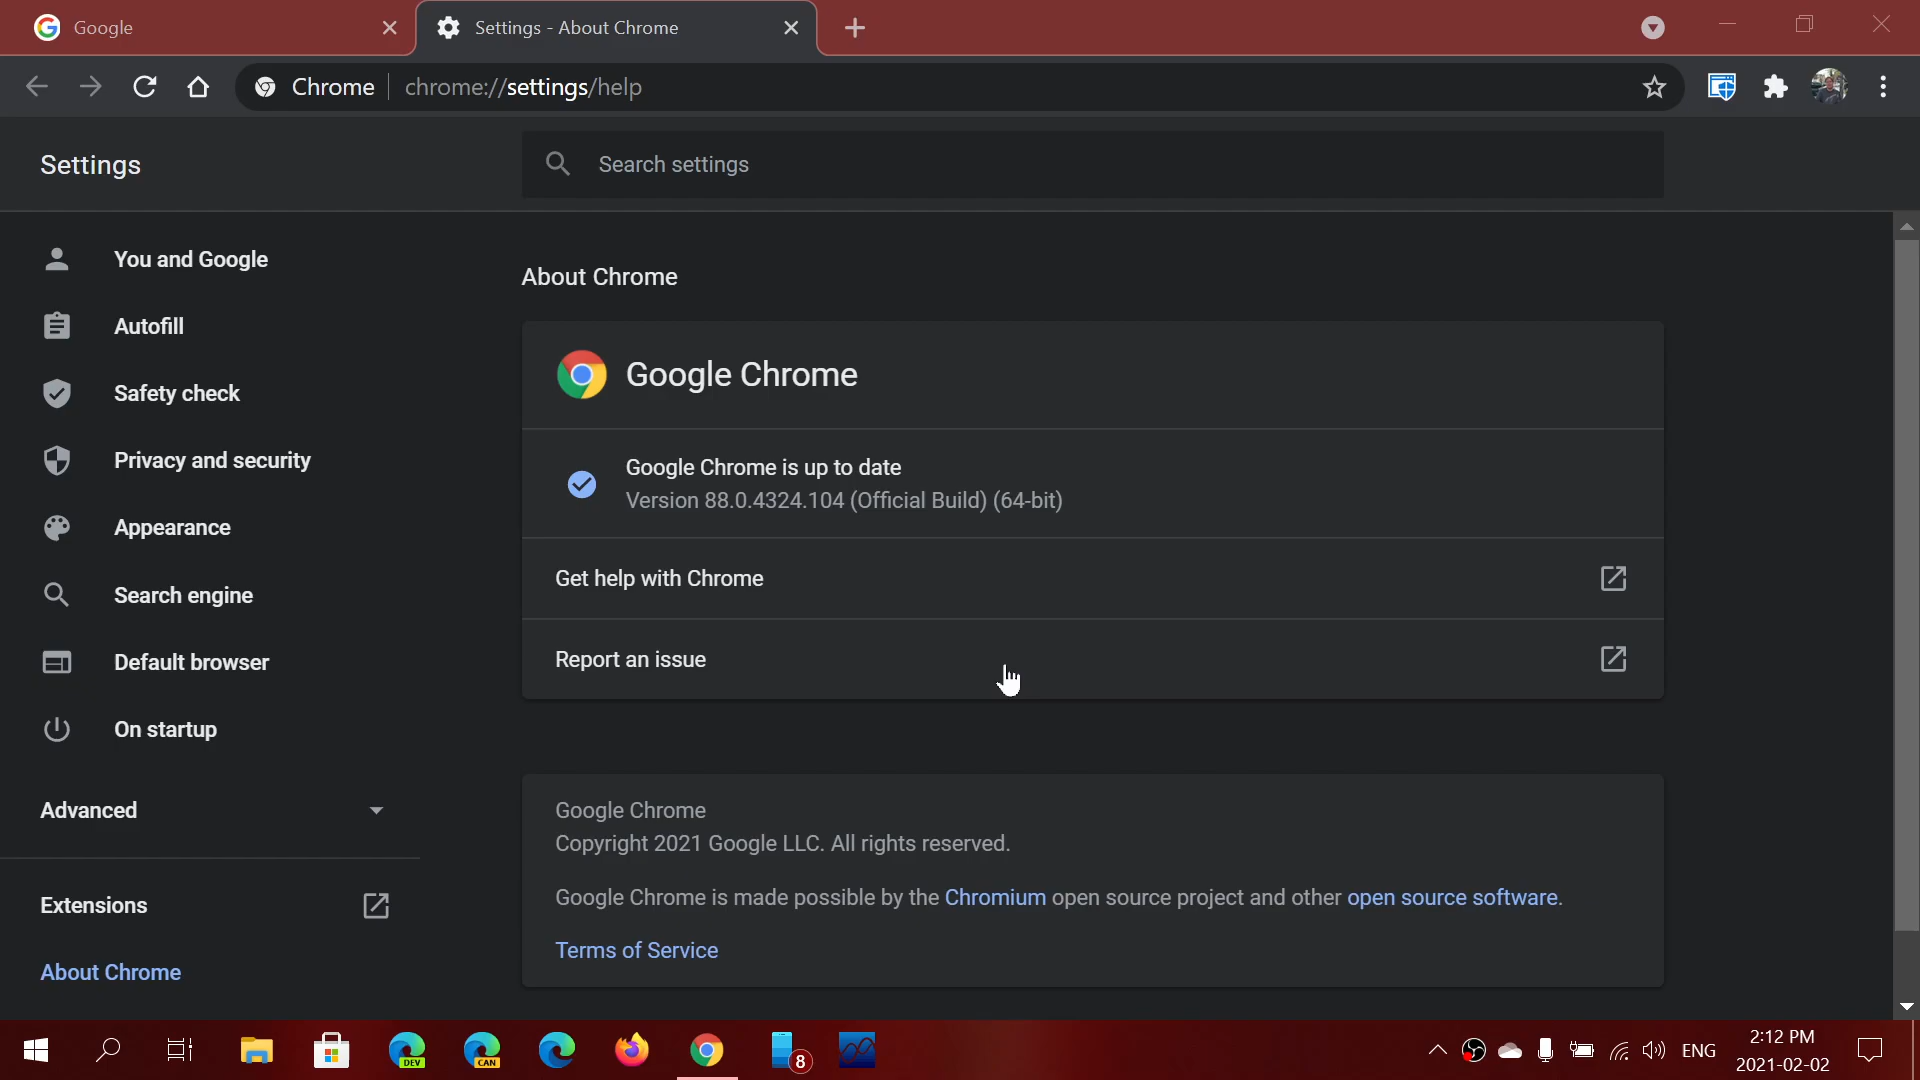 Google
Settings - About Chrome
Chrome
chrome://settings/help
Settings
Search settings
You and Google
Autofill
Safety check
Privacy and security
Appearance
Search engine
Default browser
On startup
Advanced
Extensions
About Chrome
About Chrome
Google Chrome
Google Chrome is up to date
Version 88.0.4324.104 (Official Build) (64-bit)
Get help with Chrome
Report an issue
Google Chrome
Copyright 2021 Google LLC. All rights reserved.
Google Chrome is made possible by the Chromium open source project and other open source software.
Terms of Service
DEV
CAN
8
ENG
2:12 PM
2021-02-02